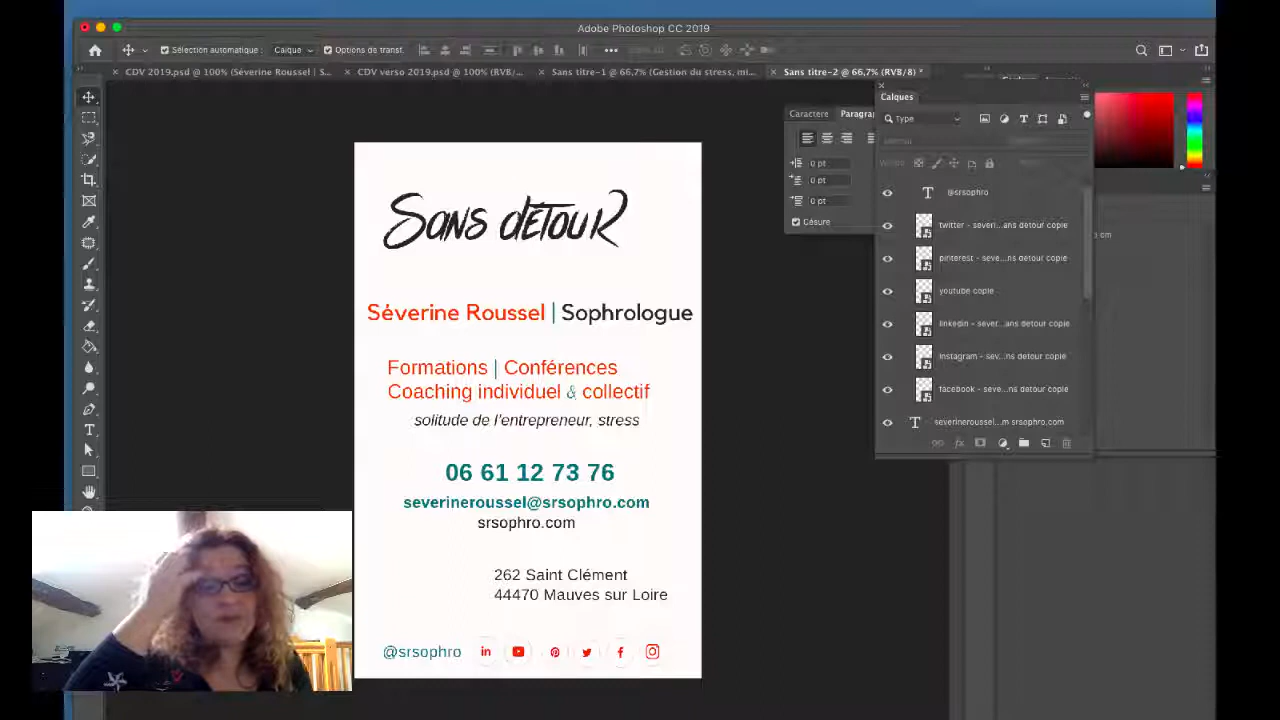 Adobe Photoshop CC 2019
Sélection automatique : Calque Options de transf.
CDV 2019.psd @ 100% (Séverine Roussel | S... CDV verso 2019.psd @ 100% (RVB/... Sans titre-1 @ 66,7% (Gestion du stress, mi... Sans titre-2 @ 66,7% (RVB/8) *
Calques
Caractere Paragra
Type
0 pt
0 pt
0 pt
Césure
@srsophro
twitter - severi...ans detour copie
pinterest - seve...ns detour copie
youtube copie
linkedin - sever...ans detour copie
instagram - sev...ns detour copie
facebook - seve...ns detour copie
severineroussel...m srsophro.com
Sans détour
Séverine Roussel | Sophrologue
Formations | Conférences
Coaching individuel & collectif
solitude de l'entrepreneur, stress
06 61 12 73 76
severineroussel@srsophro.com
srsophro.com
262 Saint Clément
44470 Mauves sur Loire
@srsophro